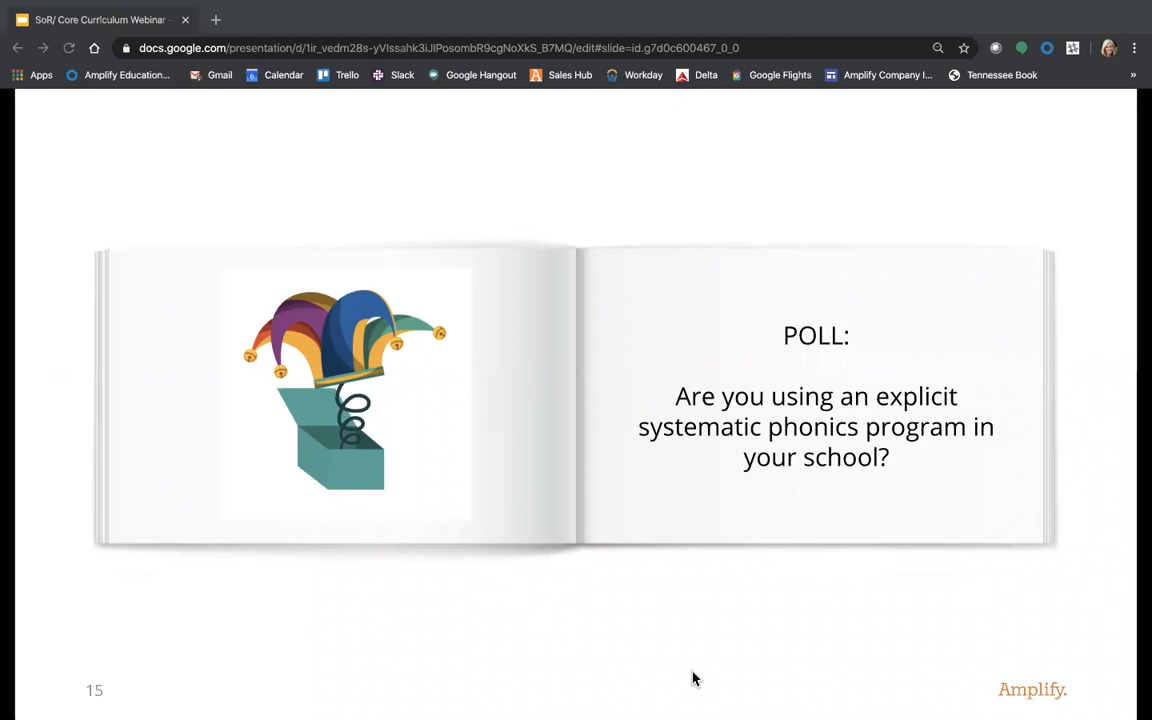 SoR/ Core Curriculum Webinar -
docs.google.com/presentation/d/1ir_vedm28s-yVIssahk3iJIPosombR9cgNoXkS_B7MQ/edit#slide=id.g7d0c600467_0_0
Apps Amplify Education... Gmail Calendar Trello Slack Google Hangout Sales Hub Workday Delta Google Flights Amplify Company I... Tennessee Book »
POLL:
Are you using an explicit
systematic phonics program in
your school?
15
Amplify.